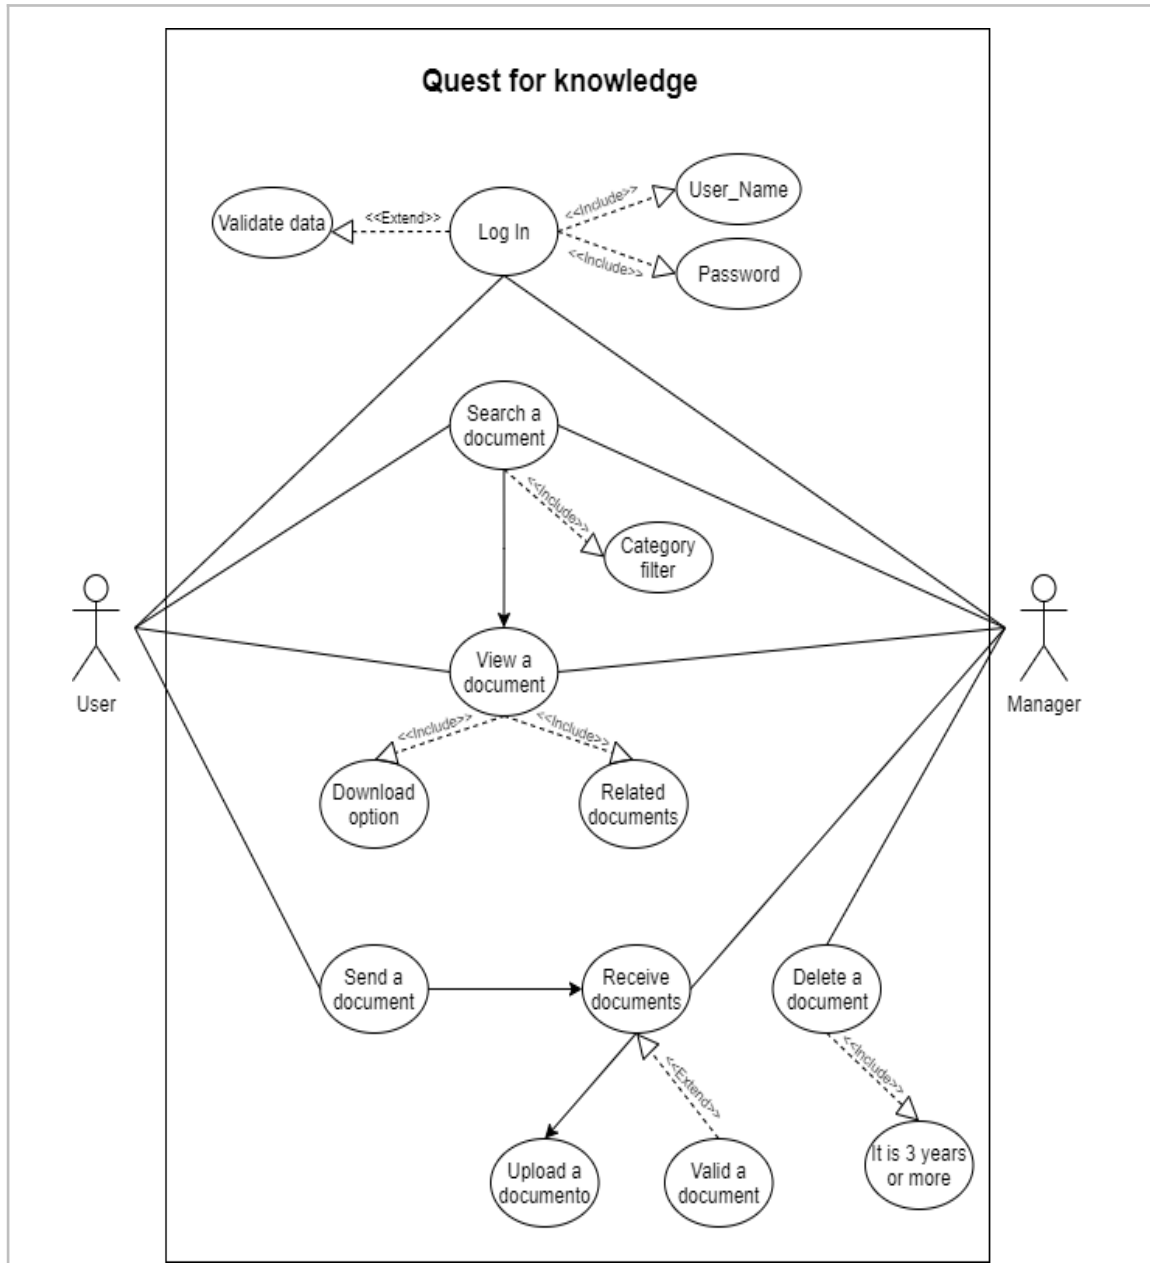 Quest for knowledge
User_Name
<<Include>>
Validate data
<<Extend>>
Log In
<<Include>>
Password
Search a
document
<<Include>>
Category
filter
View a
document
User
Manager
<<Include>>
<<Include>>
Download
option
Related
documents
Send a
document
Receive
documents
Delete a
document
<<Extend>>
<<Include>>
Upload a
documento
Valid a
document
It is 3 years
or more